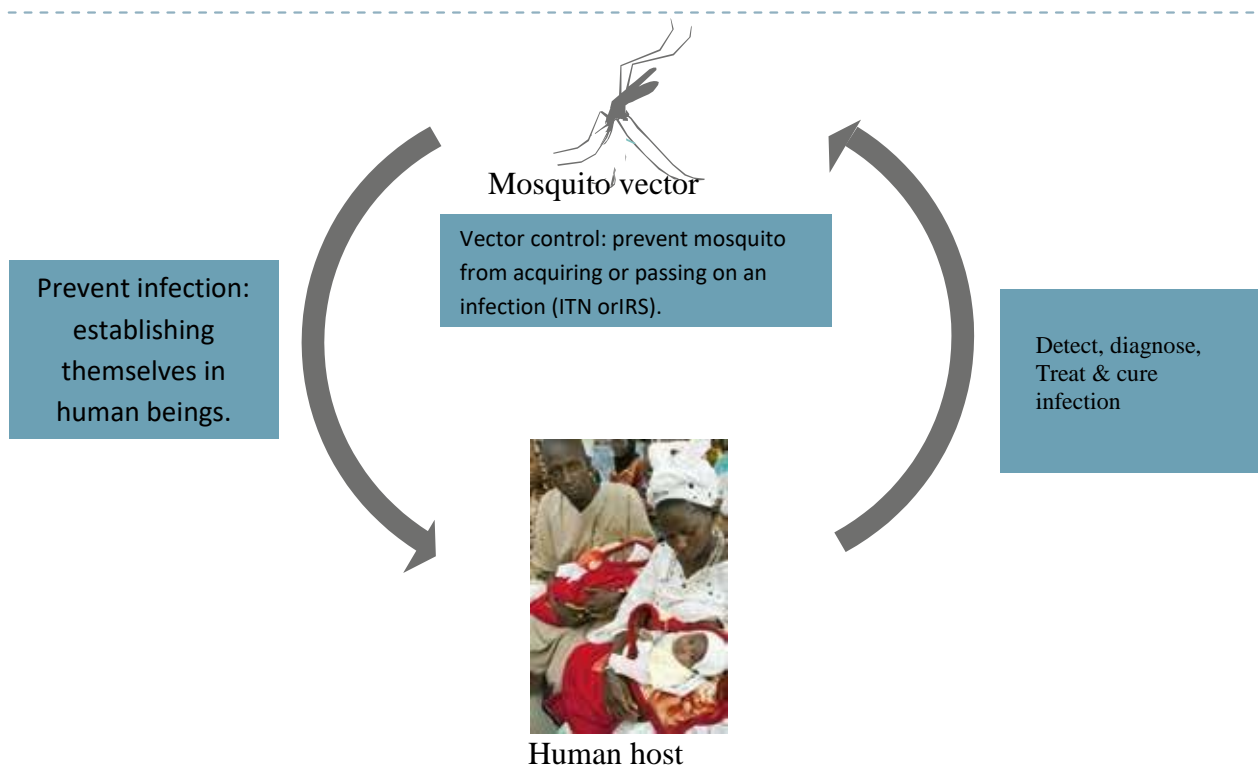 Mosquito vector
Vector control: prevent mosquito
from acquiring or passing on an
infection (ITN orIRS).
Prevent infection:
establishing
themselves in
human beings.
Detect, diagnose,
Treat & cure
infection
Human host